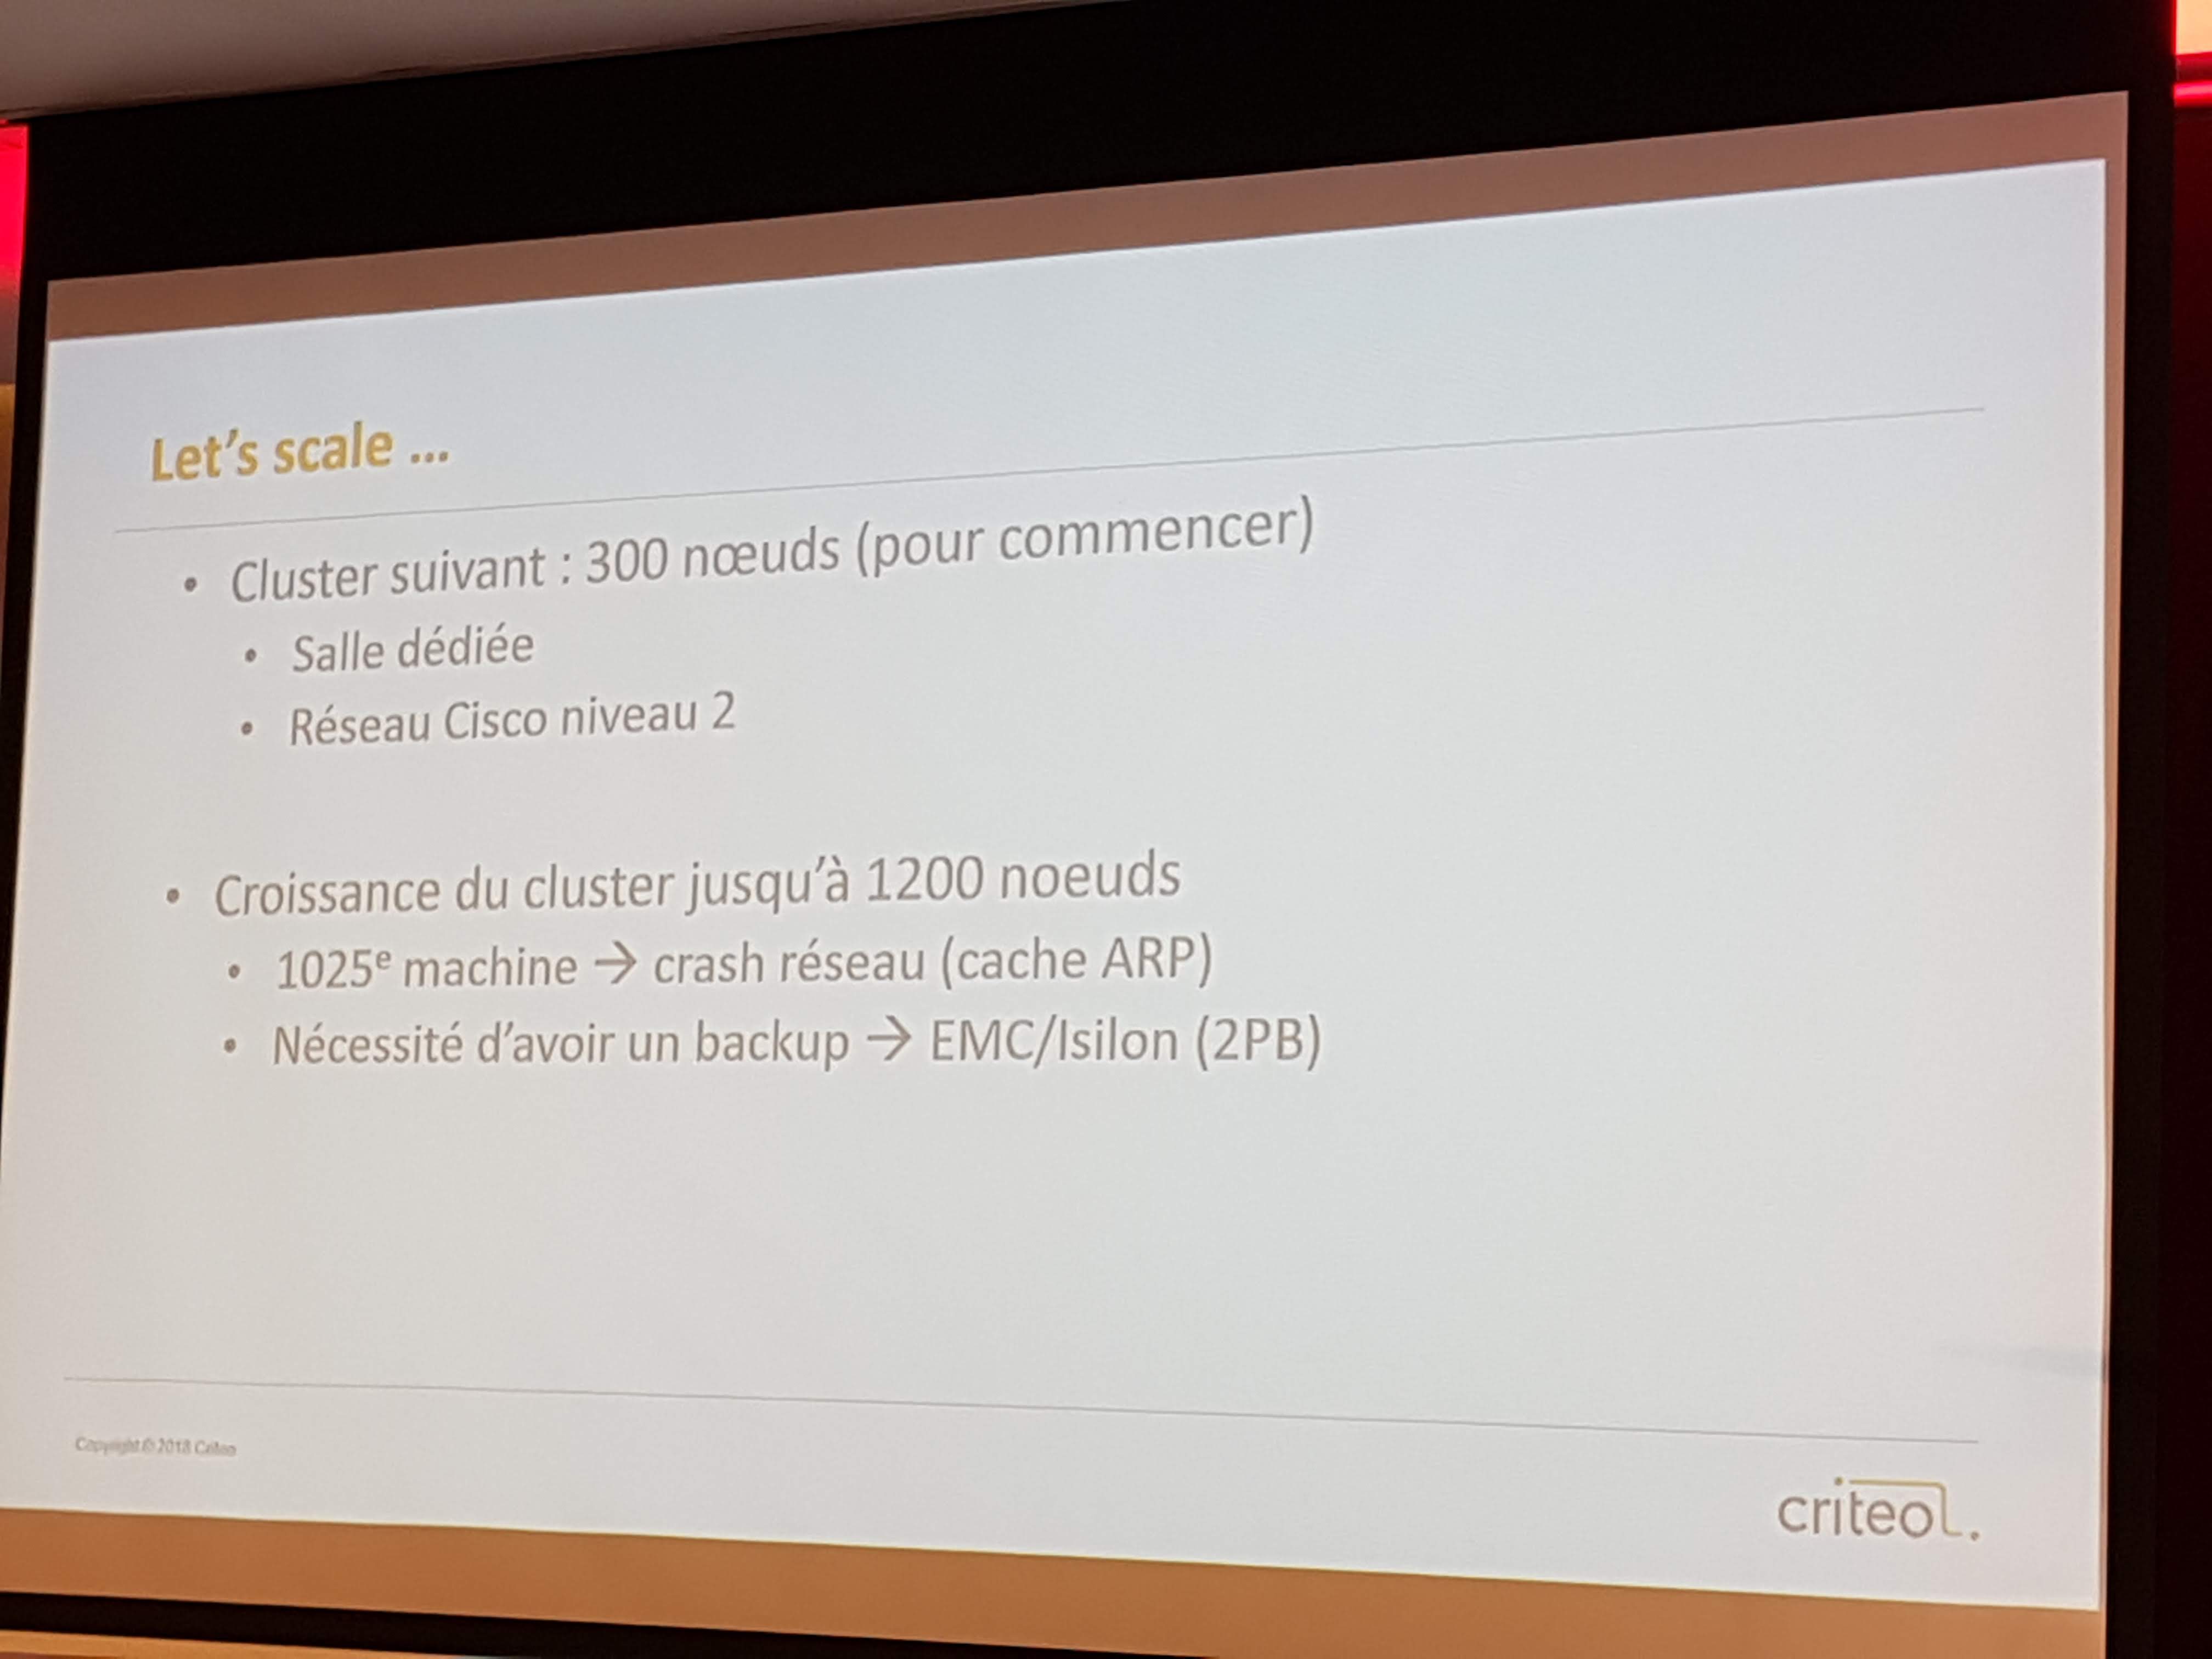 Let's scale ...
• Cluster suivant : 300 nœuds (pour commencer)
• Salle dédiée
• Réseau Cisco niveau 2
• Croissance du cluster jusqu'à 1200 noeuds
• 1025e machine → crash réseau (cache ARP)
• Nécessité d'avoir un backup → EMC/Isilon (2PB)
Copyright © 2018 Criteo
criteo.